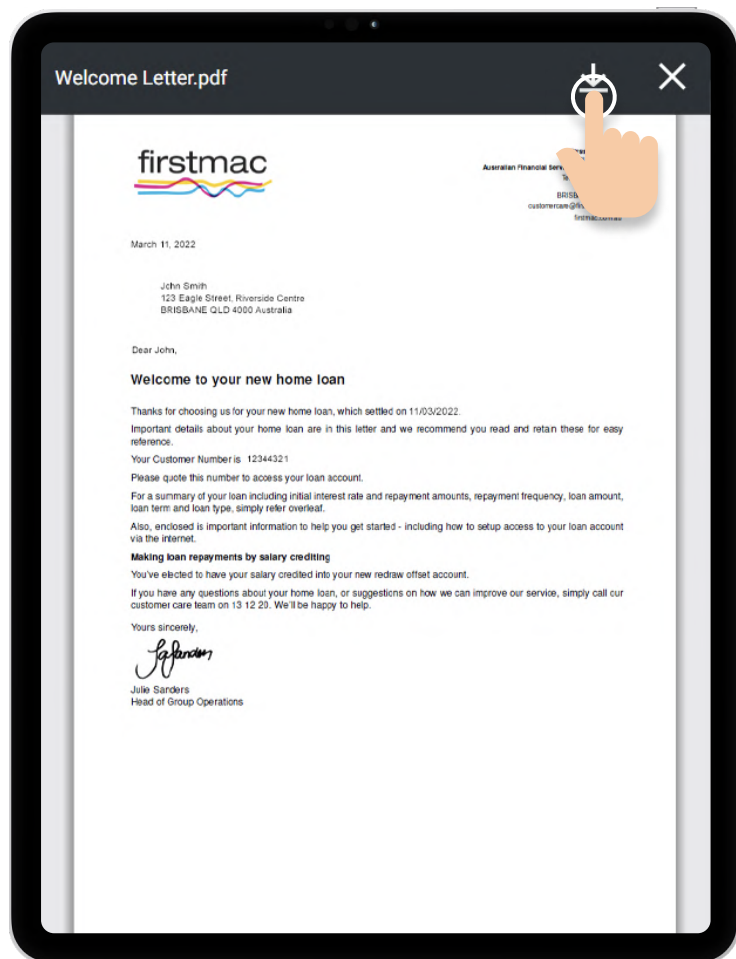 Welcome Letter.pdf
firstmac
Australian Financial
BRISB
customercare@fir
firstmac.com.au
March 11, 2022
John Smith
123 Eagle Street, Riverside Centre
BRISBANE QLD 4000 Australia
Dear John,
Welcome to your new home loan
Thanks for choosing us for your new home loan, which settled on 11/03/2022.
Important details about your home loan are in this letter and we recommend you read and retain these for easy
reference.
Your Customer Number is 12344321
Please quote this number to access your loan account.
For a summary of your loan including initial interest rate and repayment amounts, repayment frequency, loan amount,
loan term and loan type, simply refer overleaf.
Also, enclosed is important information to help you get started - including how to setup access to your loan account
via the internet.
Making loan repayments by salary crediting
You've elected to have your salary credited into your new redraw offset account.
If you have any questions about your home loan, or suggestions on how we can improve our service, simply call our
customer care team on 13 12 20. We'll be happy to help.
Yours sincerely,
Julie Sanders
Head of Group Operations